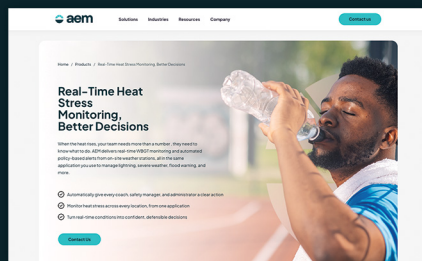 aem
Solutions Industries Resources Company
Contact us
Home / Products / Real-Time Heat Stress Monitoring, Better Decisions
Real-Time Heat
Stress
Monitoring,
Better Decisions
When the heat rises, your team needs more than a number, they need to
know what to do. AEM delivers real-time WBGT monitoring and automated
policy-based alerts from on-site weather stations, all in the same
application you use to manage lightning, severe weather, flood warning, and
more.
Automatically give every coach, safety manager, and administrator a clear action
Monitor heat stress across every location, from one application
Turn real-time conditions into confident, defensible decisions
Contact Us